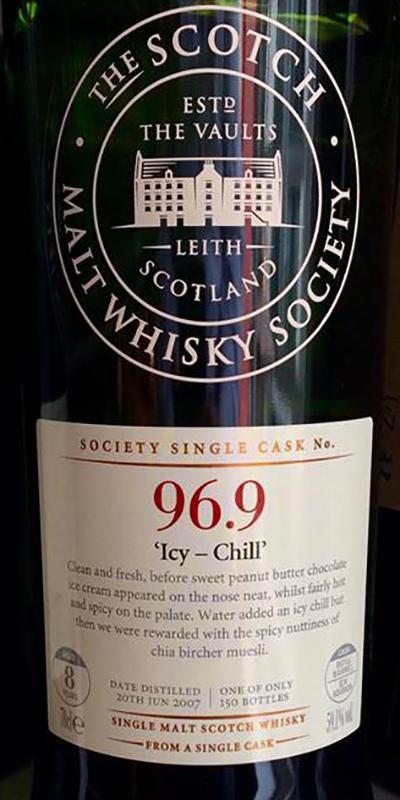 THE SCOTCH
MALT WHISKY SOCIETY
ESTD
THE VAULTS
LEITH
SCOTLAND
SOCIETY SINGLE CASK No.
96.9
‘Icy – Chill’
Clean and fresh, before sweet peanut butter chocolate
ice cream appeared on the nose neat, whilst fairly hot
and spicy on the palate. Water added an icy chill but
then we were rewarded with the spicy nuttiness of
chia bircher muesli.
8
YEARS
DATE DISTILLED
20TH JUN 2007
ONE OF ONLY
150 BOTTLES
BARREL
70cl e
SINGLE MALT SCOTCH WHISKY
FROM A SINGLE CASK